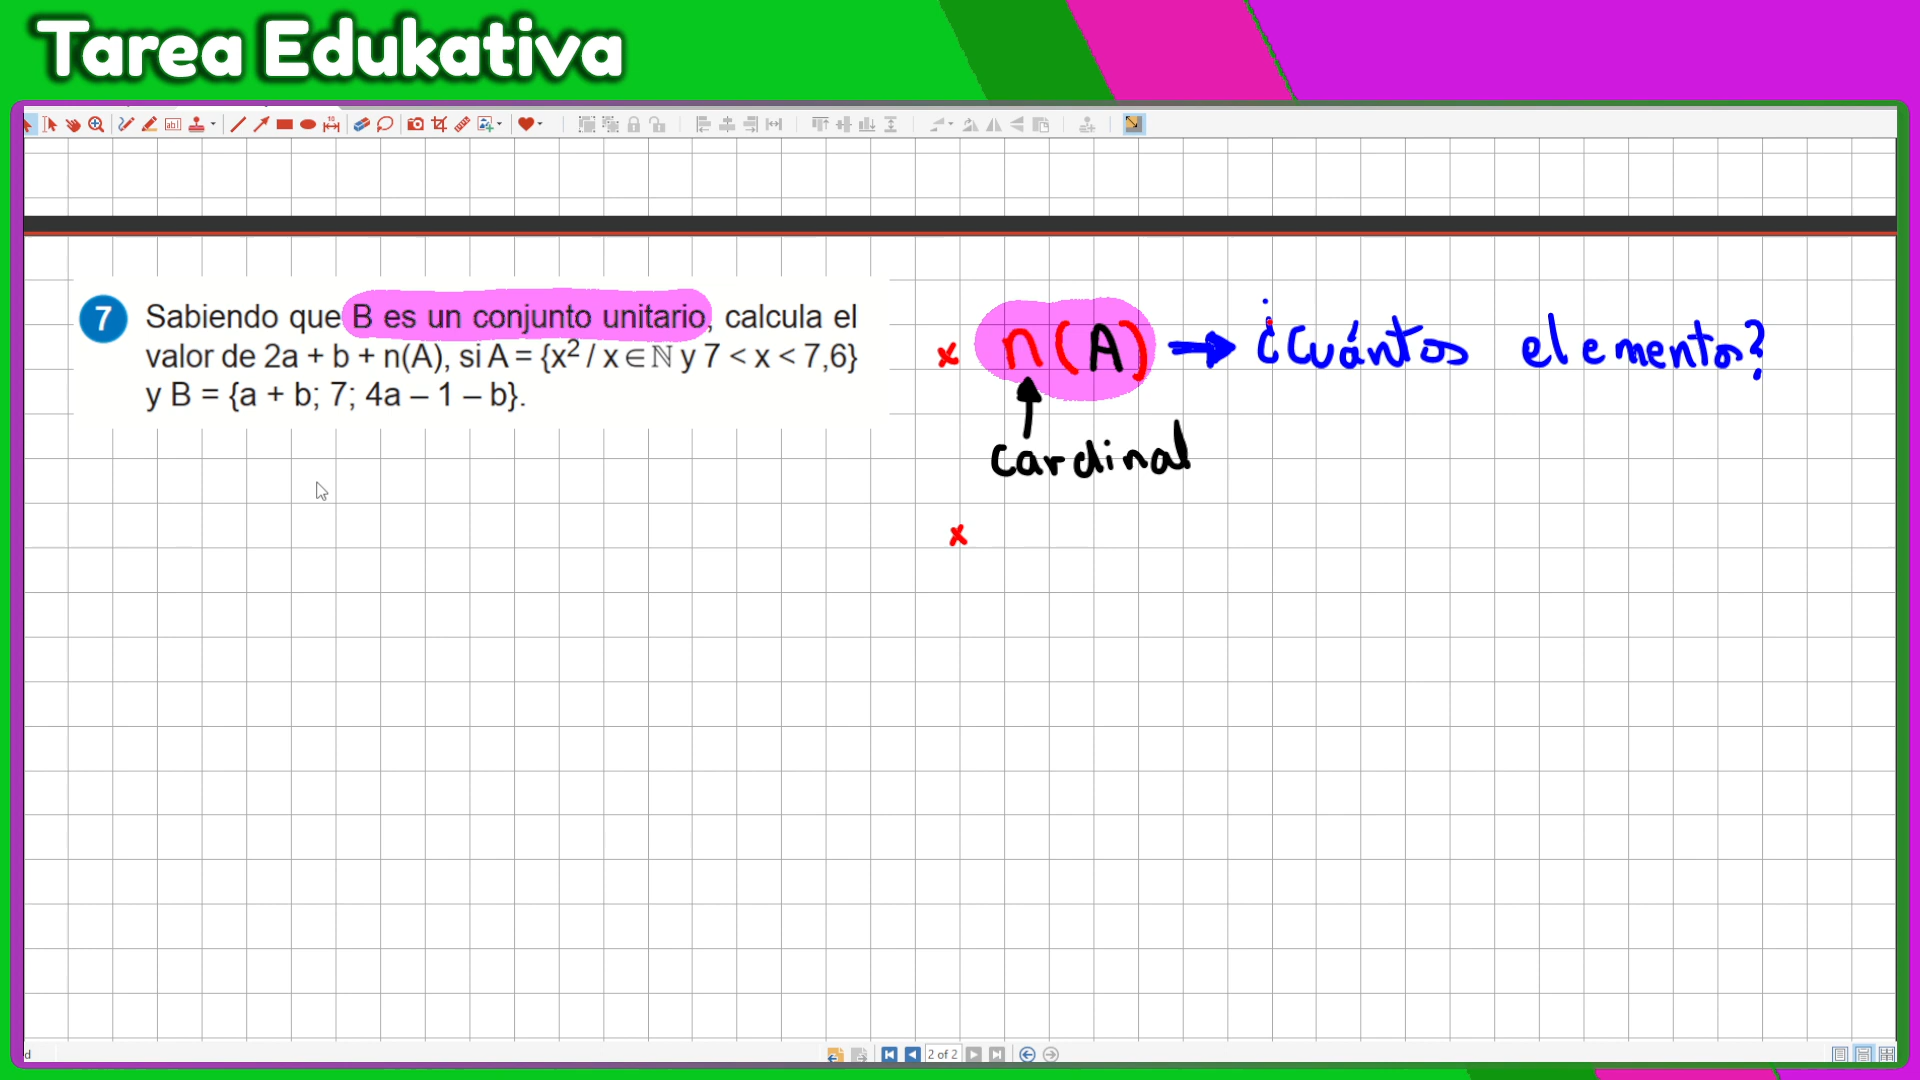 Tarea Edukativa
7 Sabiendo que B es un conjunto unitario, calcula el
valor de 2a + b + n(A), si A = {x² / x ∈ ℕ y 7 < x < 7,6}
y B = {a + b; 7; 4a – 1 – b}.
x n(A) → ¿Cuántos elementos?
cardinal
x
d
2 of 2